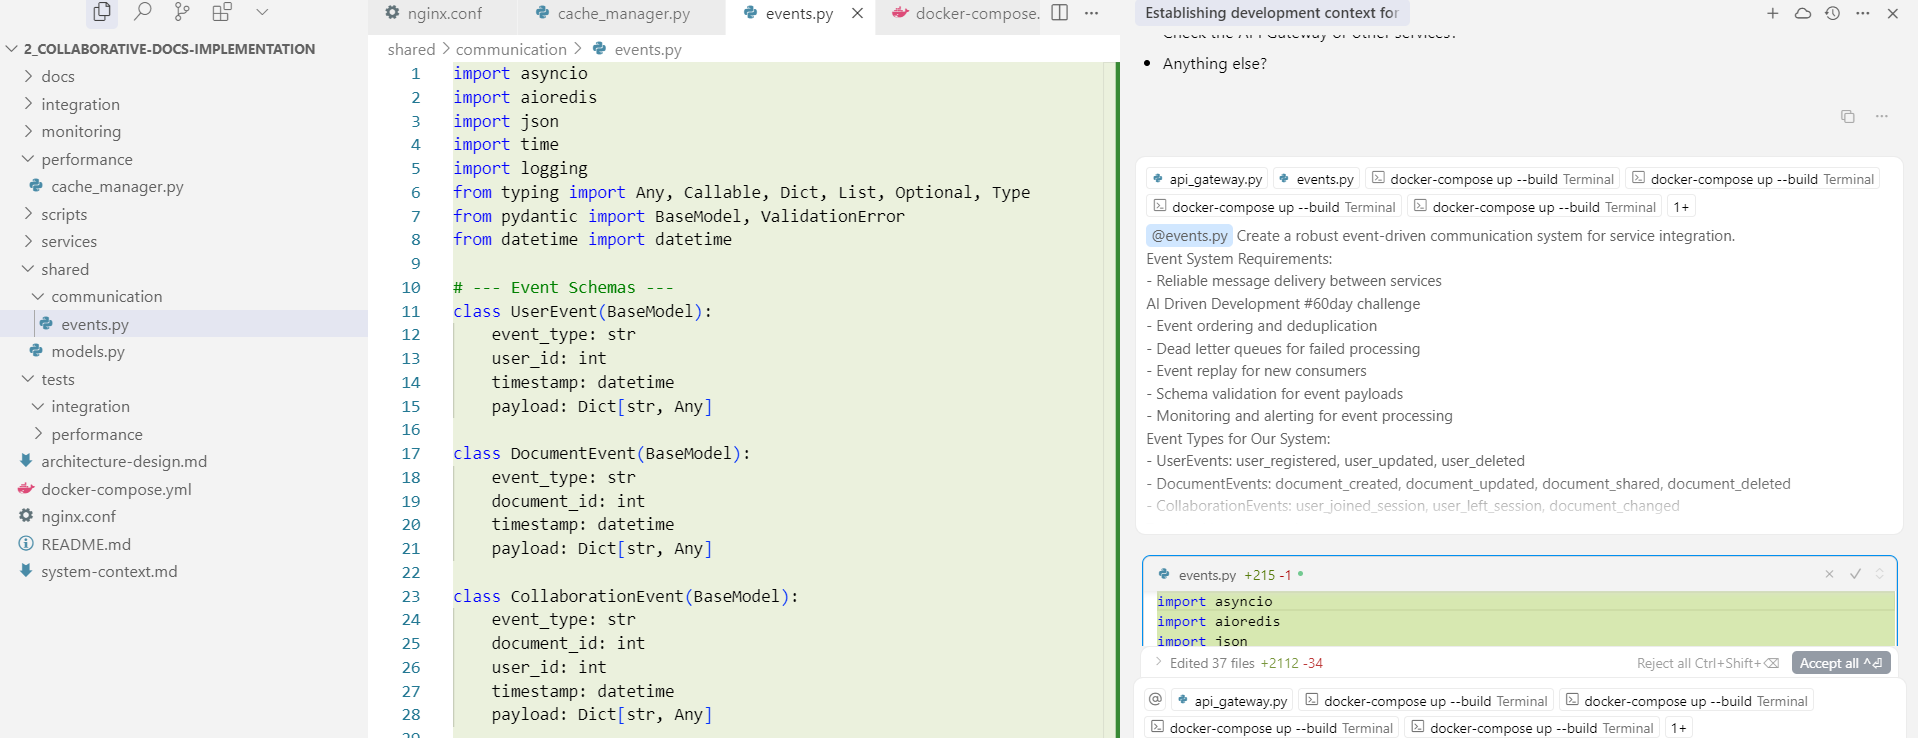 2_COLLABORATIVE-DOCS-IMPLEMENTATION
docs
integration
monitoring
performance
cache_manager.py
scripts
services
shared
communication
events.py
models.py
tests
integration
performance
architecture-design.md
docker-compose.yml
nginx.conf
README.md
system-context.md
nginx.conf
cache_manager.py
events.py
docker-compose.
shared > communication > events.py
1 import asyncio
2 import aioredis
3 import json
4 import time
5 import logging
6 from typing import Any, Callable, Dict, List, Optional, Type
7 from pydantic import BaseModel, ValidationError
8 from datetime import datetime
9
10 # --- Event Schemas ---
11 class UserEvent(BaseModel):
12 event_type: str
13 user_id: int
14 timestamp: datetime
15 payload: Dict[str, Any]
16
17 class DocumentEvent(BaseModel):
18 event_type: str
19 document_id: int
20 timestamp: datetime
21 payload: Dict[str, Any]
22
23 class CollaborationEvent(BaseModel):
24 event_type: str
25 document_id: int
26 user_id: int
27 timestamp: datetime
28 payload: Dict[str, Any]
29
Establishing development context for
Check the API Gateway or other services?
• Anything else?
api_gateway.py events.py docker-compose up --build Terminal docker-compose up --build Terminal
docker-compose up --build Terminal docker-compose up --build Terminal 1+
@events.py Create a robust event-driven communication system for service integration.
Event System Requirements:
- Reliable message delivery between services
AI Driven Development #60day challenge
- Event ordering and deduplication
- Dead letter queues for failed processing
- Event replay for new consumers
- Schema validation for event payloads
- Monitoring and alerting for event processing
Event Types for Our System:
- UserEvents: user_registered, user_updated, user_deleted
- DocumentEvents: document_created, document_updated, document_shared, document_deleted
- CollaborationEvents: user_joined_session, user_left_session, document_changed
events.py +215 -1
import asyncio
import aioredis
import json
Edited 37 files +2112 -34 Reject all Ctrl+Shift+⌫ Accept all ^⏎
@ api_gateway.py docker-compose up --build Terminal docker-compose up --build Terminal
docker-compose up --build Terminal docker-compose up --build Terminal 1+